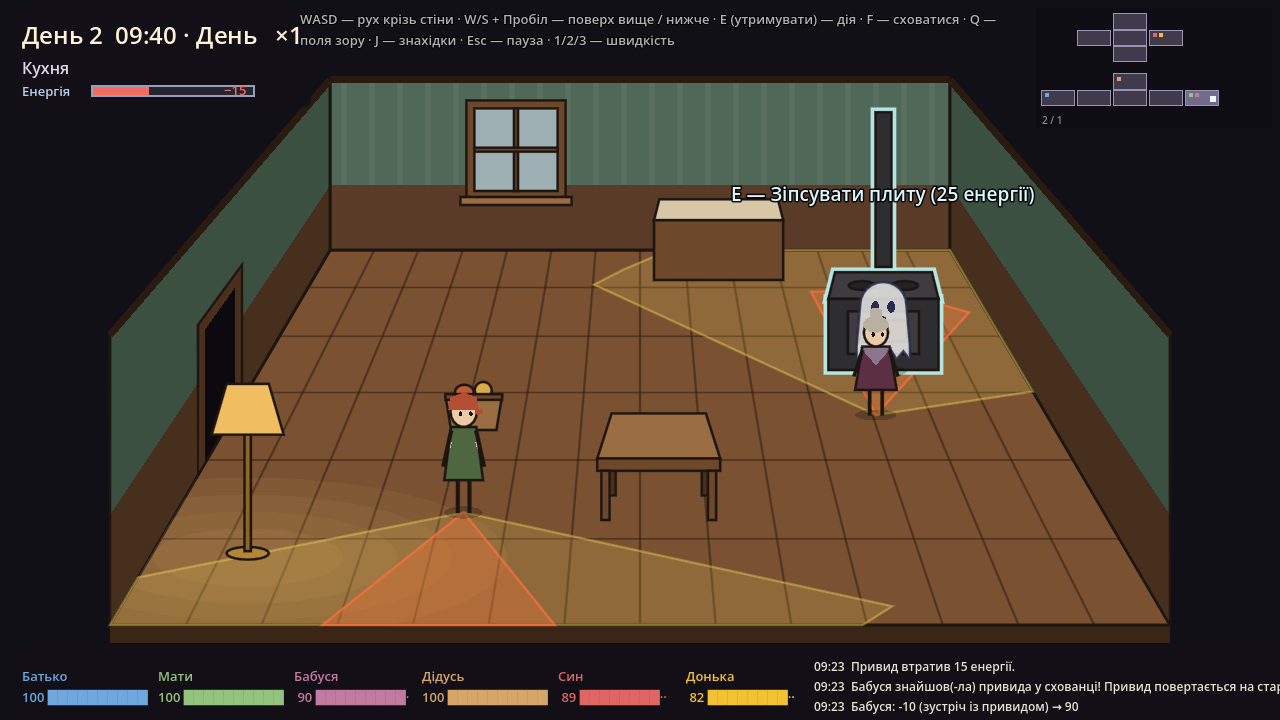 День 2 09:40 · День ×1
WASD — рух крізь стіни · W/S + Пробіл — поверх вище / нижче · E (утримувати) — дія · F — сховатися · Q —
поля зору · J — знахідки · Esc — пауза · 1/2/3 — швидкість
Кухня
Енергія −15
2 / 1
E — Зіпсувати плиту (25 енергії)
Батько Мати Бабуся Дідусь Син Донька
100 100 90 100 89 82
09:23 Привид втратив 15 енергії.
09:23 Бабуся знайшов(-ла) привида у схованці! Привид повертається на стар
09:23 Бабуся: -10 (зустріч із привидом) → 90